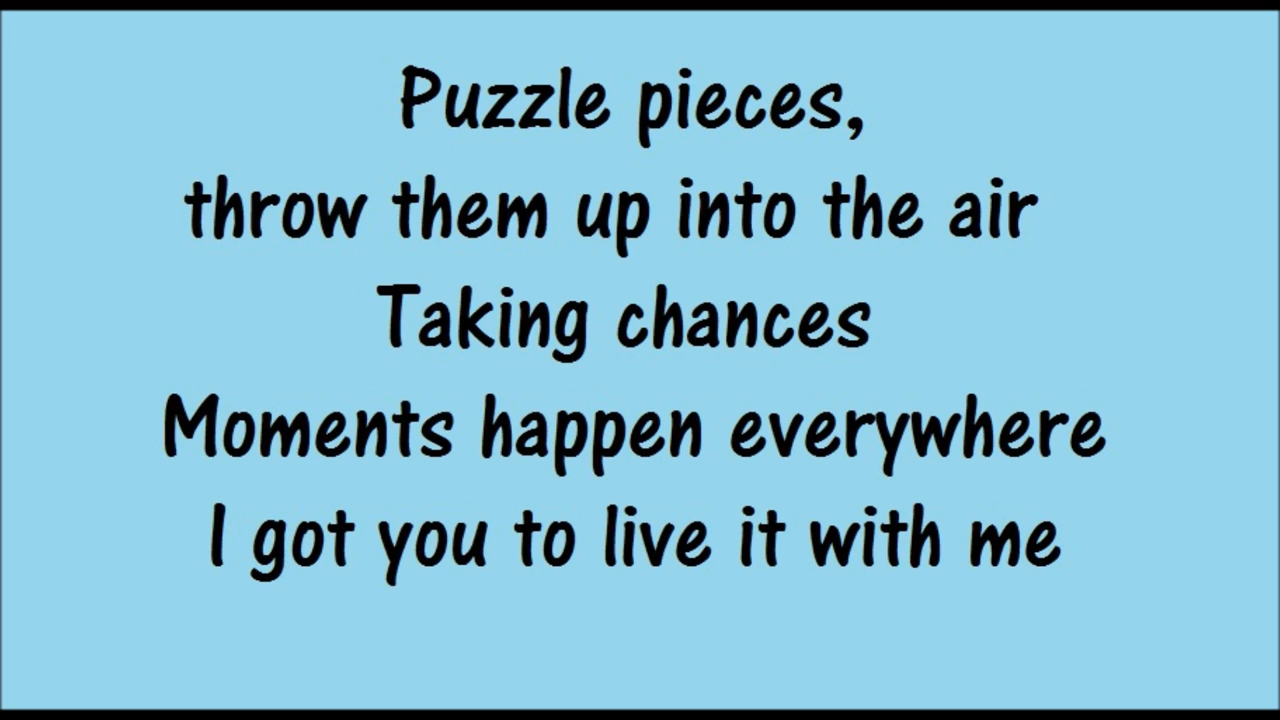 Puzzle pieces,
throw them up into the air
Taking chances
Moments happen everywhere
I got you to live it with me